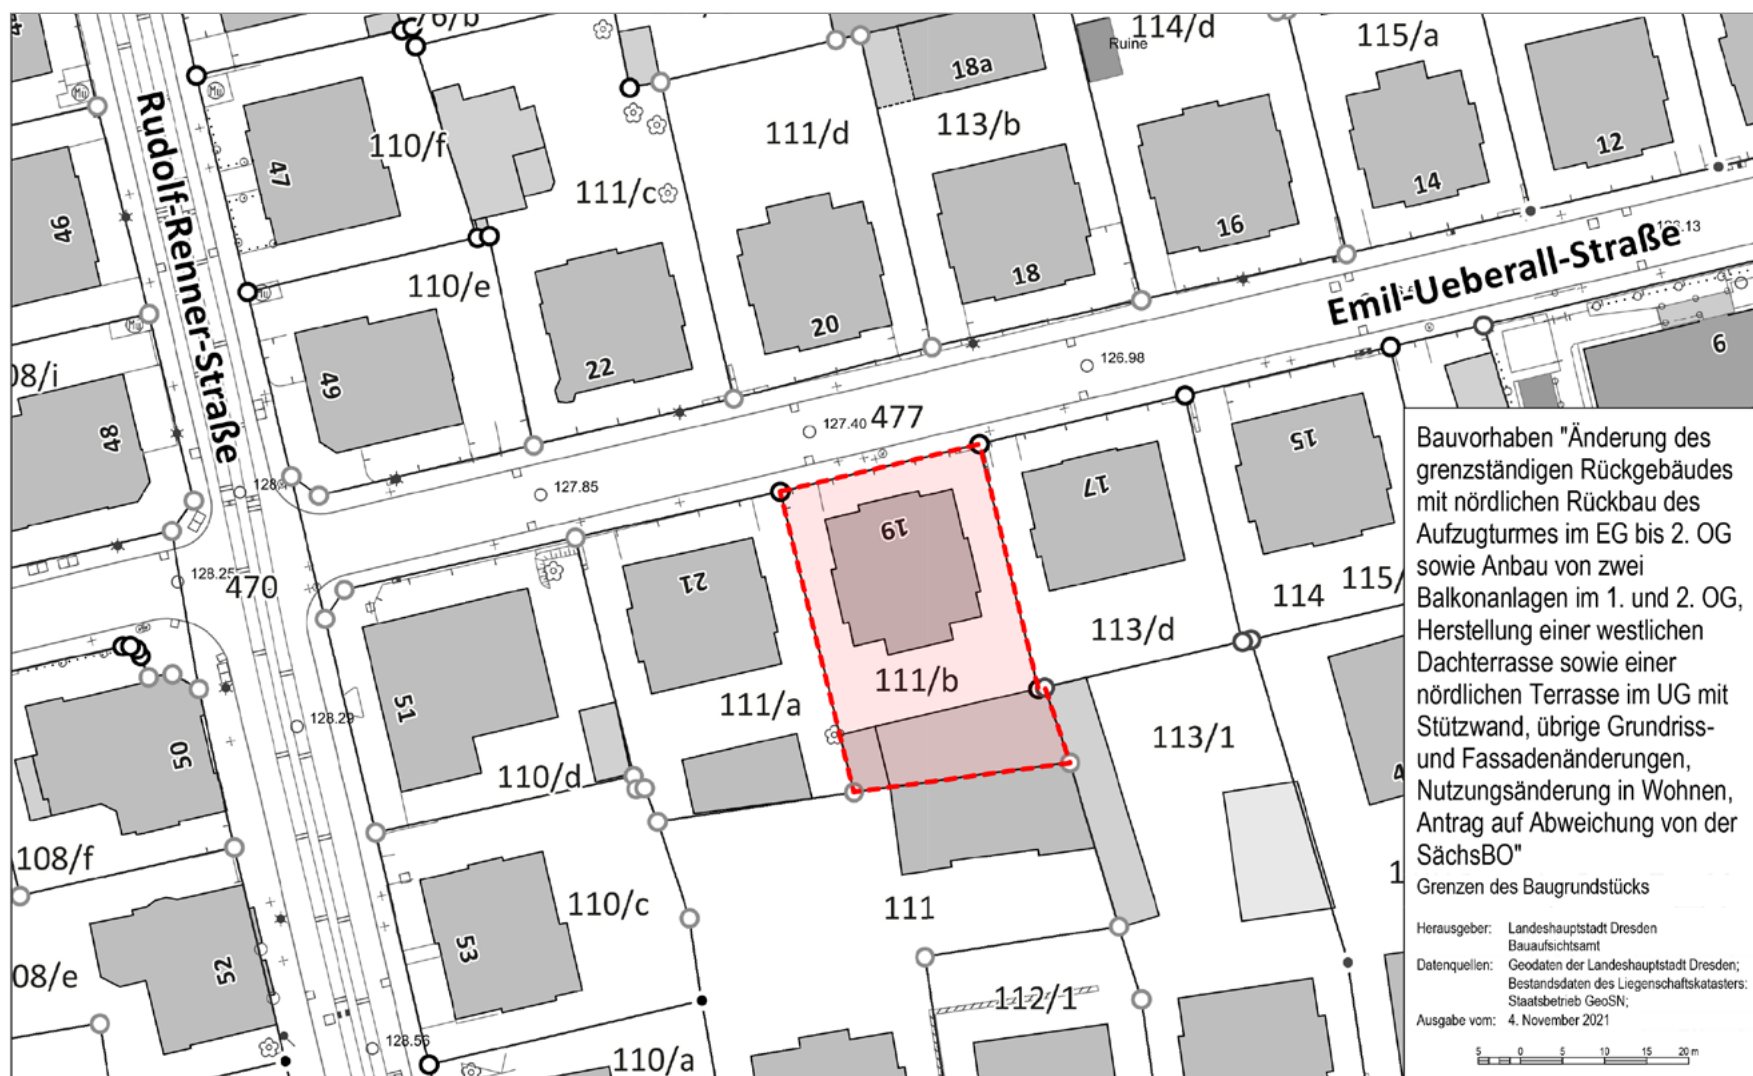 76/b
114/d
115/a
Ruine
18a
12
110/f
47
111/d
113/b
14
111/c
16
46
Rudolf-Renner-Straße
Emil-Ueberall-Straße
110/e
18
20
22
49
6
126.98
127.40
477
48
15
17
19
127.85
128.25
470
21
115/
114
113/d
111/b
111/a
51
128.29
113/1
50
110/d
108/f
110/c
111
53
52
08/e
112/1
128.56
110/a
Bauvorhaben "Änderung des
grenzständigen Rückgebäudes
mit nördlichen Rückbau des
Aufzugturmes im EG bis 2. OG
sowie Anbau von zwei
Balkonanlagen im 1. und 2. OG,
Herstellung einer westlichen
Dachterrasse sowie einer
nördlichen Terrasse im UG mit
Stützwand, übrige Grundriss-
und Fassadenänderungen,
Nutzungsänderung in Wohnen,
Antrag auf Abweichung von der
SächsBO"
Grenzen des Baugrundstücks
Herausgeber: Landeshauptstadt Dresden
Bauaufsichtsamt
Datenquellen: Geodaten der Landeshauptstadt Dresden;
Bestandsdaten des Liegenschaftskatasters:
Staatsbetrieb GeoSN;
Ausgabe vom: 4. November 2021
5 0 5 10 15 20 m